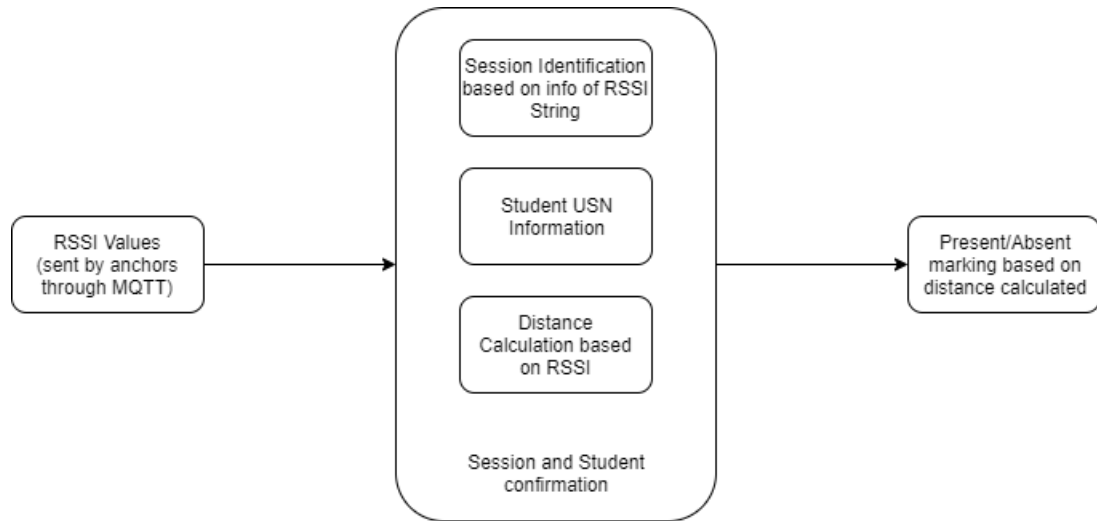 Session Identification
based on info of RSSI
String
Student USN
Information
RSSI Values
(sent by anchors
through MQTT)
Present/Absent
marking based on
distance calculated
Distance
Calculation based
on RSSI
Session and Student
confirmation